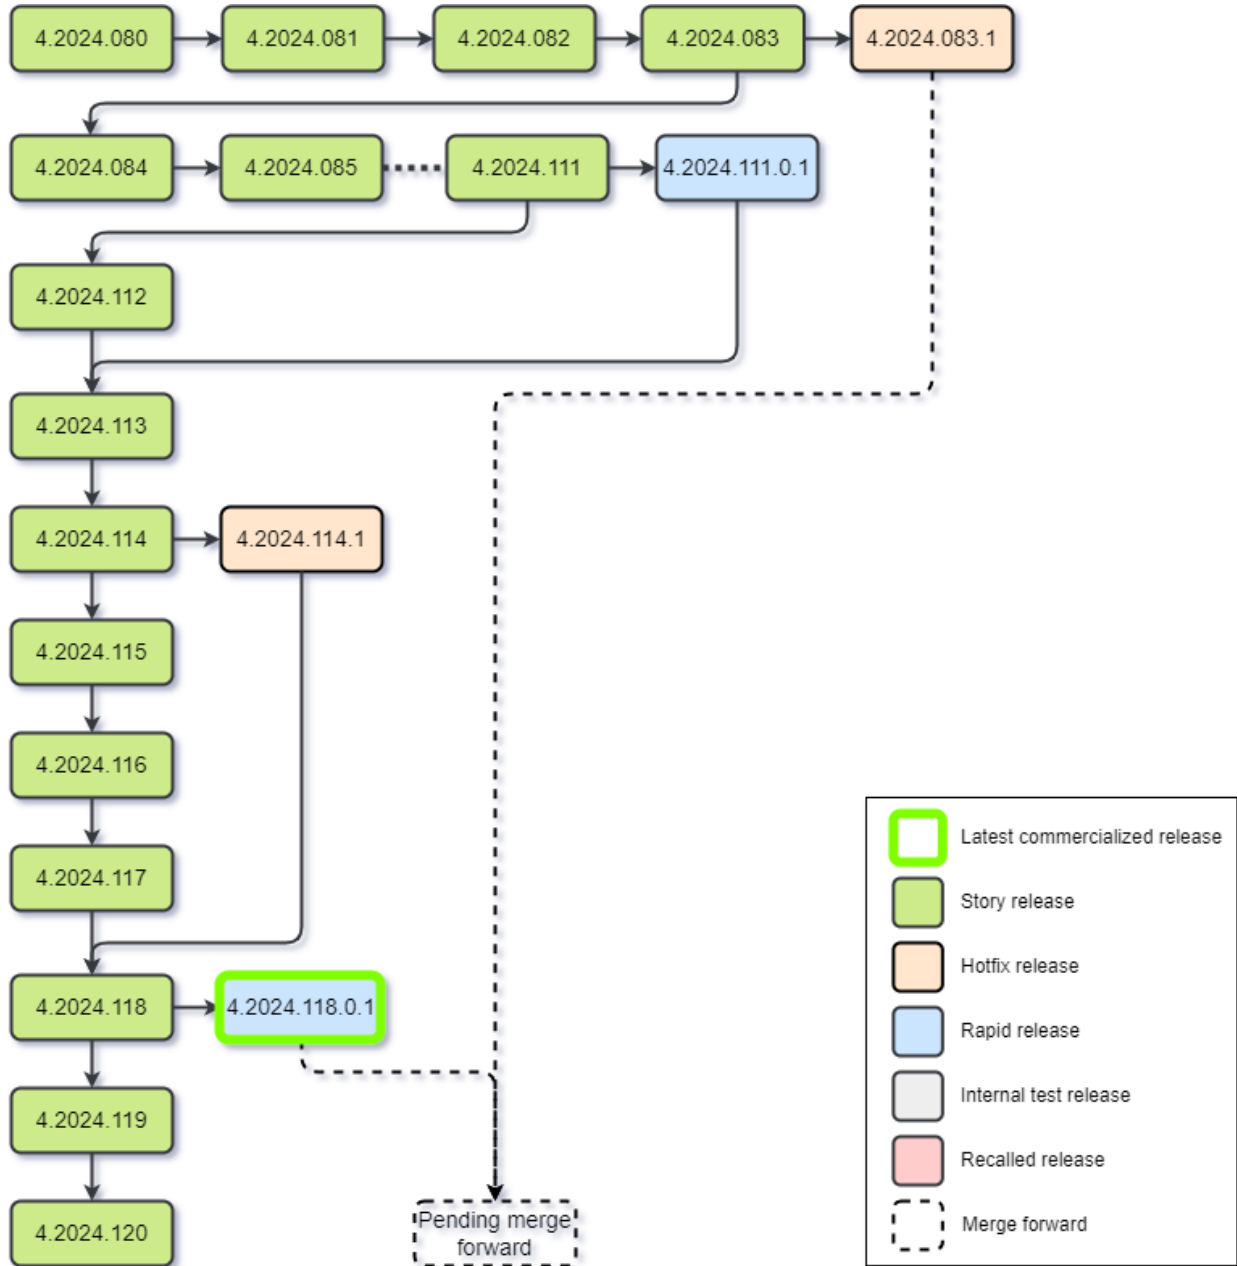 4.2024.080
4.2024.081
4.2024.082
4.2024.083
4.2024.083.1
4.2024.084
4.2024.085
4.2024.111
4.2024.111.0.1
4.2024.112
4.2024.113
4.2024.114
4.2024.114.1
4.2024.115
4.2024.116
4.2024.117
4.2024.118
4.2024.118.0.1
4.2024.119
4.2024.120
Pending merge
forward
Latest commercialized release
Story release
Hotfix release
Rapid release
Internal test release
Recalled release
Merge forward